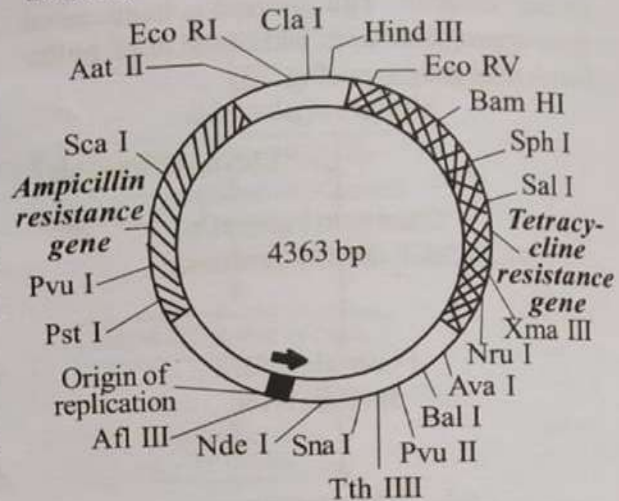 Cla I
Eco RI
Hind III
Aat II
Eco RV
Bam HI
Sca I
Sph I
Sal I
Ampicillin
resistance
gene
Tetracy-
cline
resistance
gene
4363 bp
Pvu I
Pst I
Xma III
Nru I
Ava I
Origin of
replication
Bal I
Afl III
Nde I
Sna I
Pvu II
Tth IIII